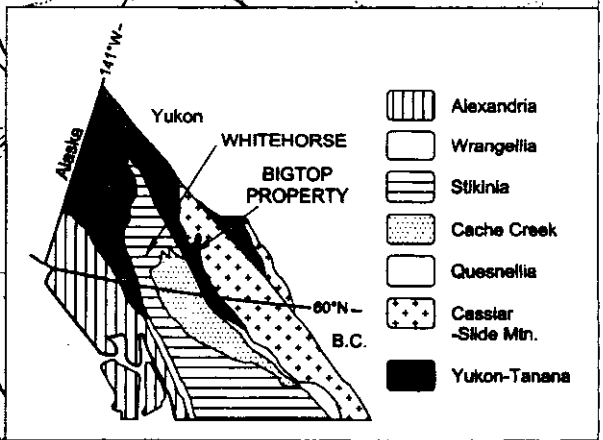 141°W–
Yukon
Alaska
WHITEHORSE
BIGTOP
PROPERTY
60°N–
B.C.
Alexandria
Wrangellia
Stikinia
Cache Creek
Quesnellia
Cassiar
-Slide Mtn.
Yukon-Tanana